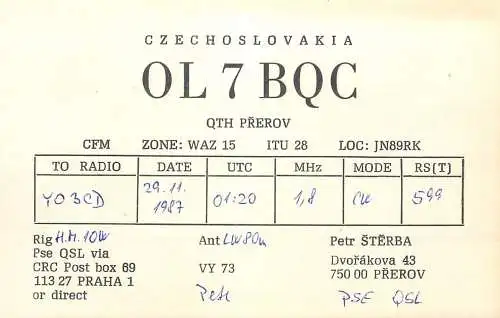 CZECHOSLOVAKIA
OL 7 BQC
QTH PŘEROV
CFM ZONE: WAZ 15 ITU 28 LOC: JN89RK
TO RADIO DATE UTC MHz MODE RS(T)
YO3CD 29.11. 1987 01:20 1,8 CW 599
Rig H.M. 10W Ant LW80m Petr ŠTĚRBA
Pse QSL via Dvořákova 43
CRC Post box 69 VY 73 750 00 PŘEROV
113 27 PRAHA 1
or direct Petr PSE QSL